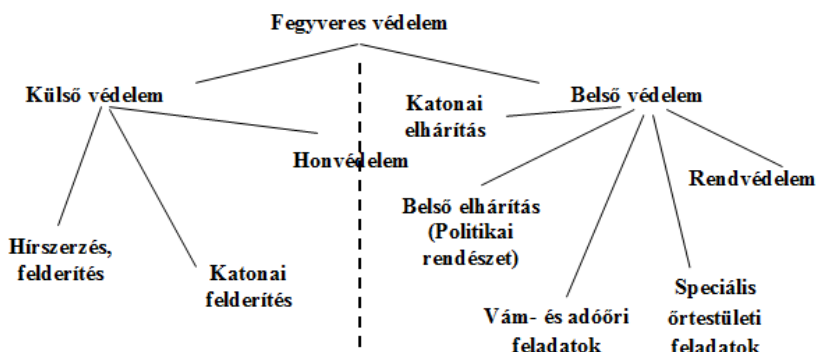 Fegyveres védelem
Külső védelem
Belső védelem
Katonai
elhárítás
Honvédelem
Rendvédelem
Belső elhárítás
(Politikai
rendészet)
Hírszerzés,
felderítés
Katonai
felderítés
Vám- és adóőri
feladatok
Speciális
őrtestületi
feladatok